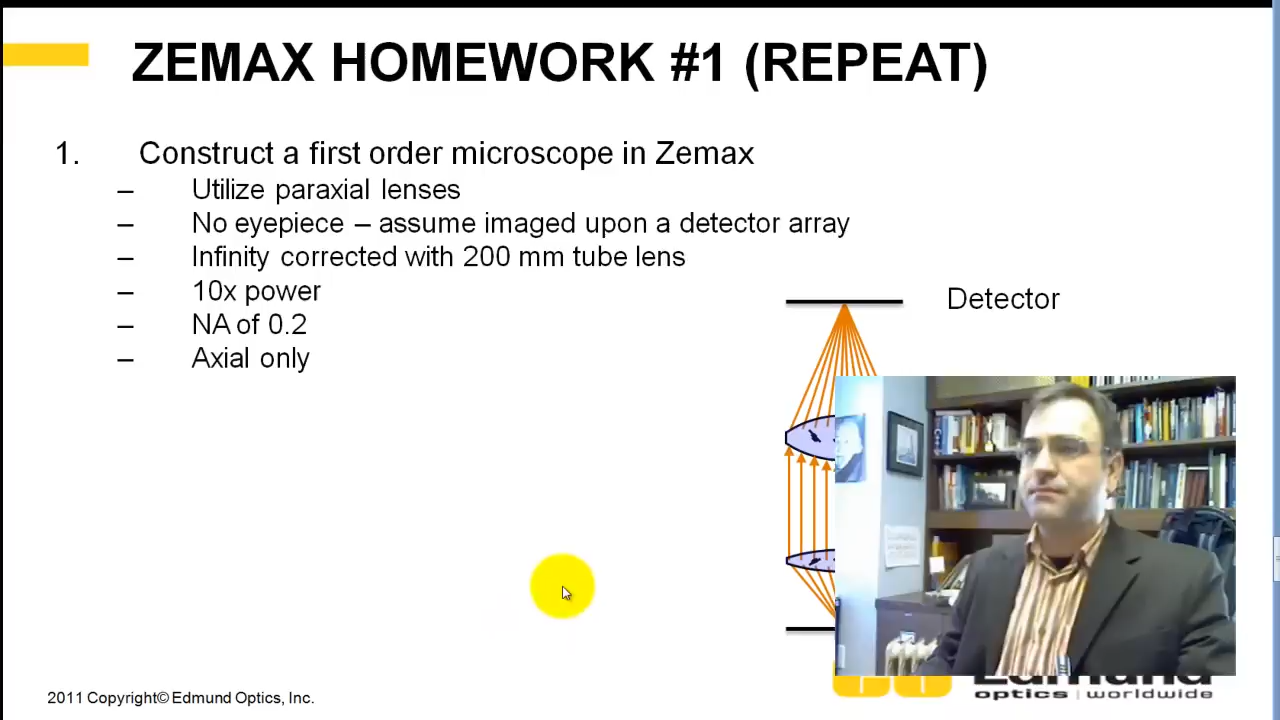 ZEMAX HOMEWORK #1 (REPEAT)
1. Construct a first order microscope in Zemax
– Utilize paraxial lenses
– No eyepiece – assume imaged upon a detector array
– Infinity corrected with 200 mm tube lens
– 10x power
– NA of 0.2
– Axial only
Detector
2011 Copyright© Edmund Optics, Inc.
Edmund
optics | worldwide